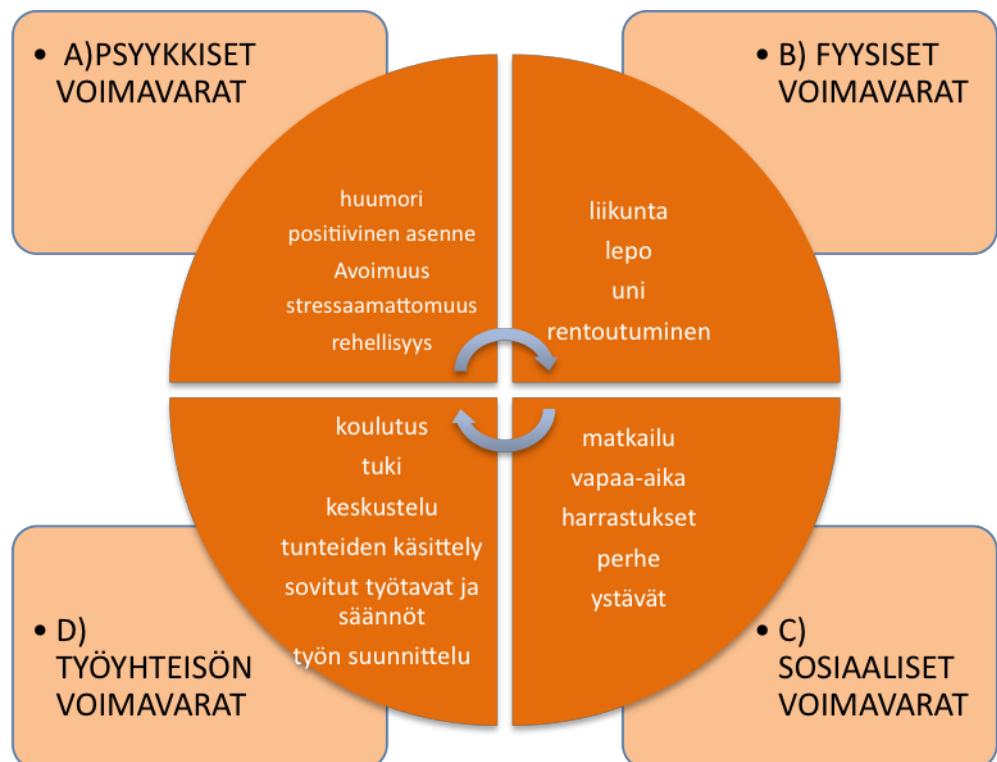 • A)PSYYKKISET
VOIMAVARAT
huumori
positiivinen asenne
Avoimuus
stressaamattomuus
rehellisyys
• B) FYYSISET
VOIMAVARAT
liikunta
lepo
uni
rentoutuminen
koulutus
tuki
keskustelu
tunteiden käsittely
sovitut työtavat ja
säännöt
työn suunnittelu
• D)
TYÖYHTEISÖN
VOIMAVARAT
matkailu
vapaa-aika
harrastukset
perhe
ystävät
• C)
SOSIAALISET
VOIMAVARAT